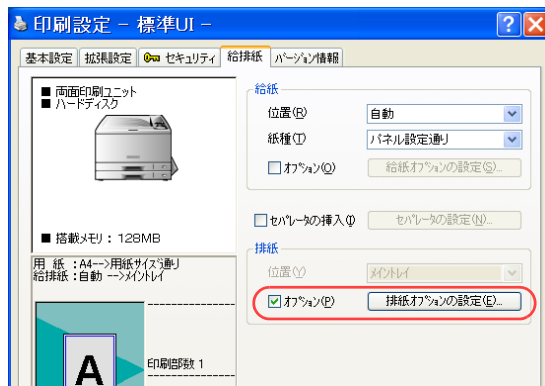 印刷設定 - 標準UI -
基本設定 拡張設定 セキュリティ 給排紙 バージョン情報
■ 両面印刷ユニット
■ ハードディスク
■ 搭載メモリ: 128MB
用 紙 :A4-->用紙サイズ通り
給排紙 :自動 -->メイントレイ
A
印刷部数 1
給紙
位置(R) 自動
紙種(T) パネル設定通り
オプション(O) 給紙オプションの設定(S)...
セパレータの挿入(I) セパレータの設定(N)...
排紙
位置(Y) メイントレイ
オプション(P) 排紙オプションの設定(E)...